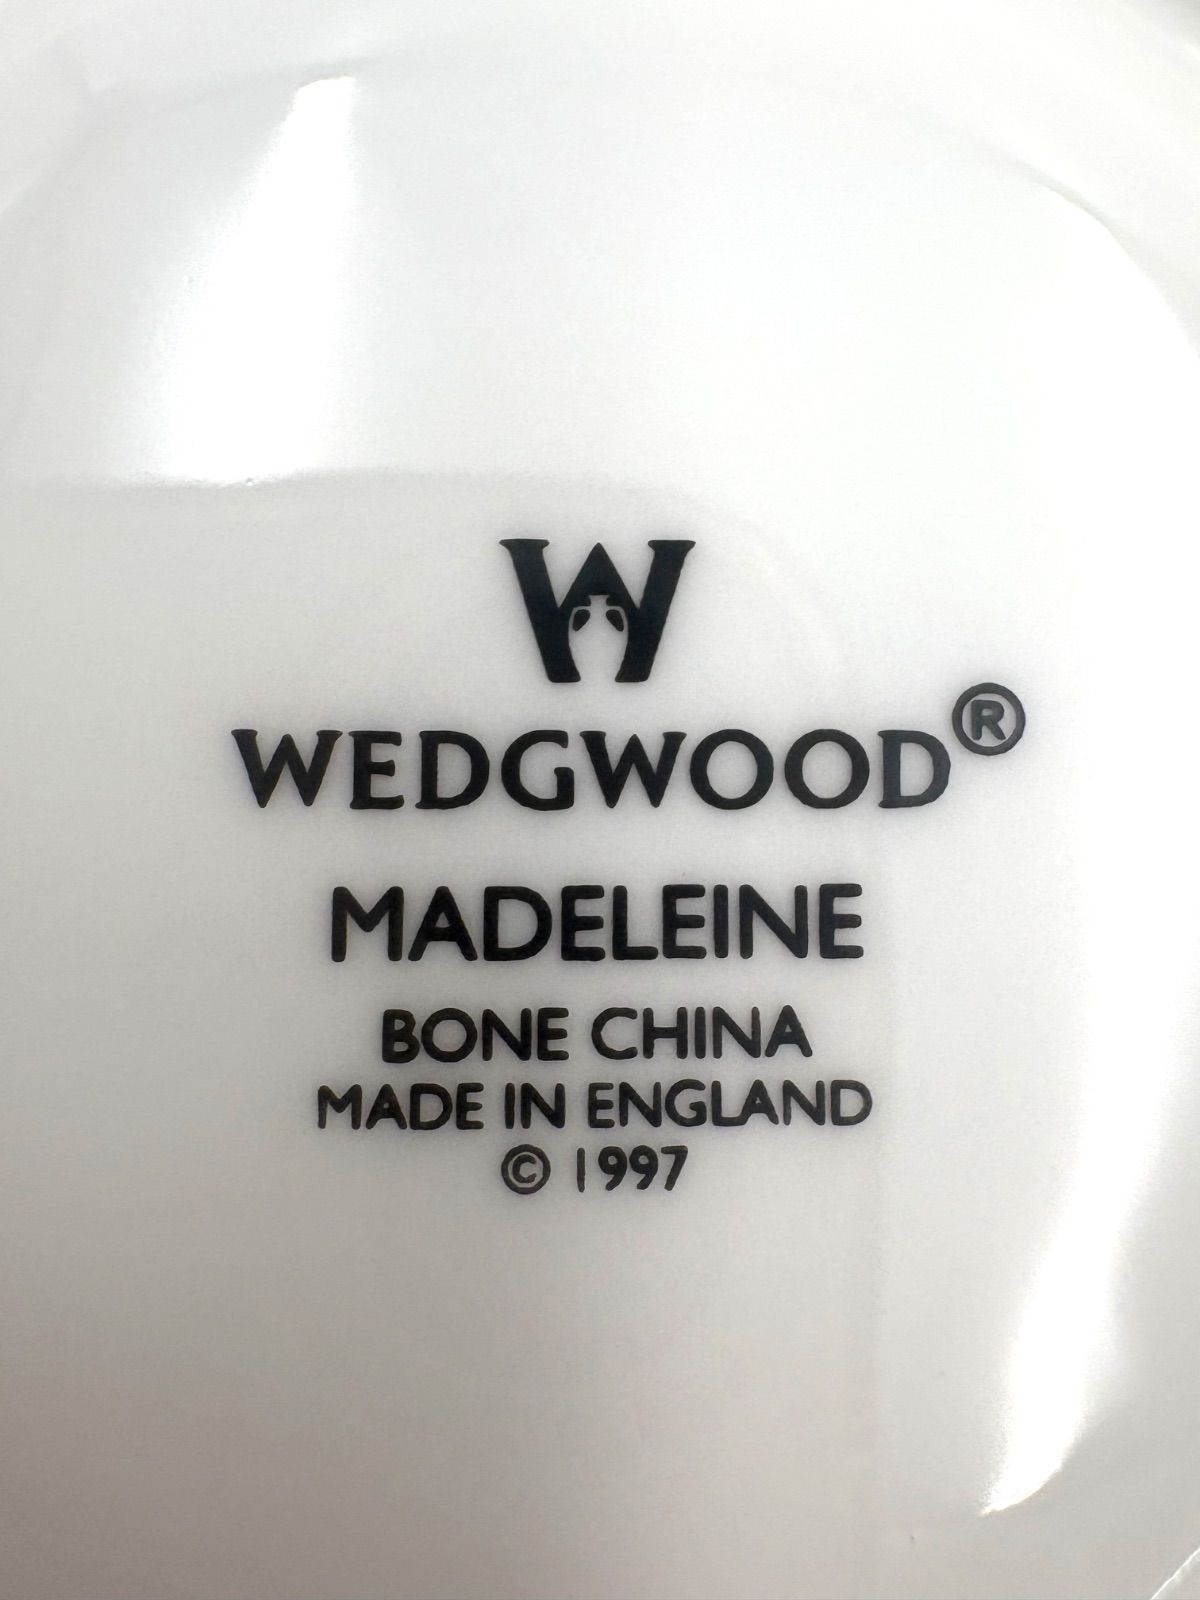 W
WEDGWOOD®
MADELEINE
BONE CHINA
MADE IN ENGLAND
© 1997